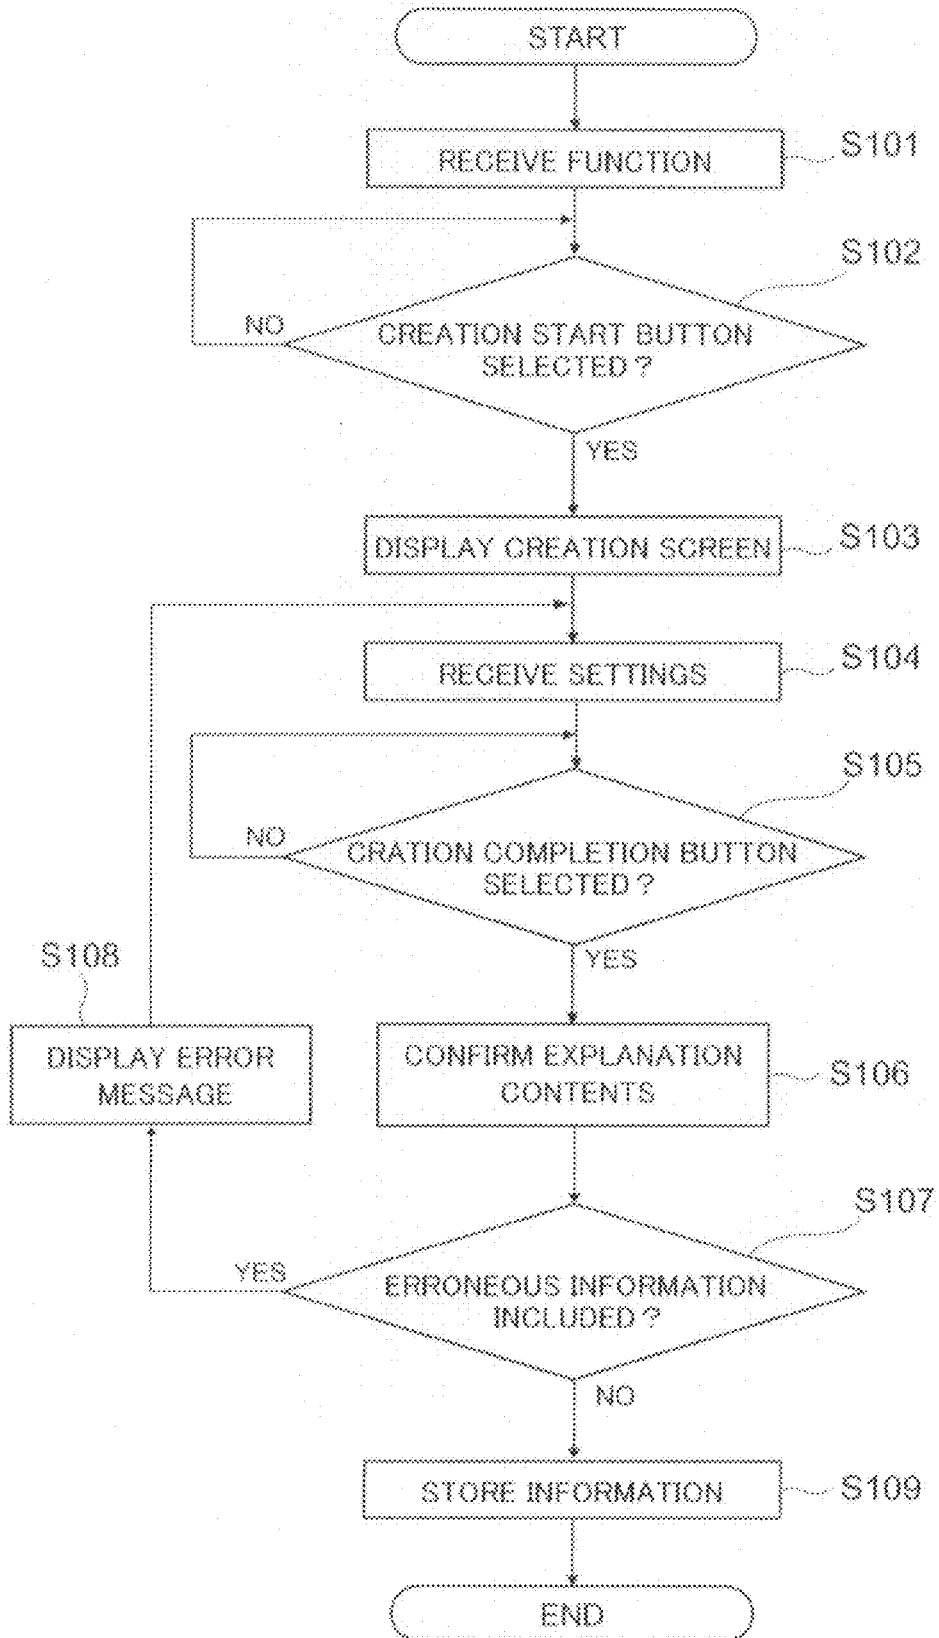 START
RECEIVE FUNCTION
S101
S102
NO
CREATION START BUTTON
SELECTED?
YES
DISPLAY CREATION SCREEN
S103
RECEIVE SETTINGS
S104
S105
NO
CRATION COMPLETION BUTTON
SELECTED?
YES
S108
DISPLAY ERROR
MESSAGE
CONFIRM EXPLANATION
CONTENTS
S106
S107
YES
ERRONEOUS INFORMATION
INCLUDED?
NO
STORE INFORMATION
S109
END